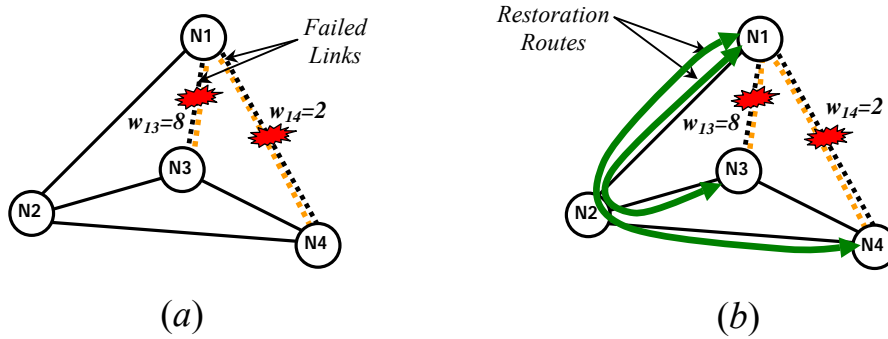 N1
Failed
Links
w13=8
w14=2
N3
N2
N4
(a)
Restoration
Routes
N1
w13=8
w14=2
N3
N2
N4
(b)